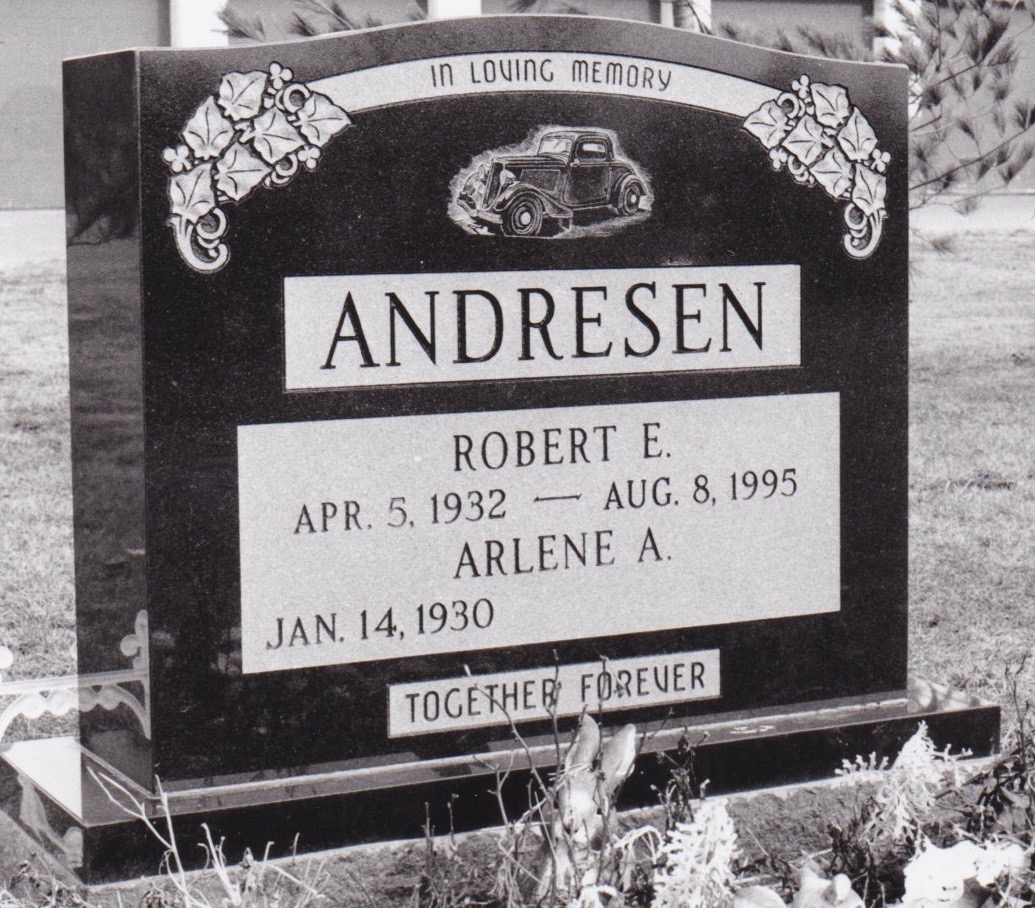 IN LOVING MEMORY
ANDRESEN
ROBERT E.
APR. 5, 1932 — AUG. 8, 1995
ARLENE A.
JAN. 14, 1930
TOGETHER FOREVER